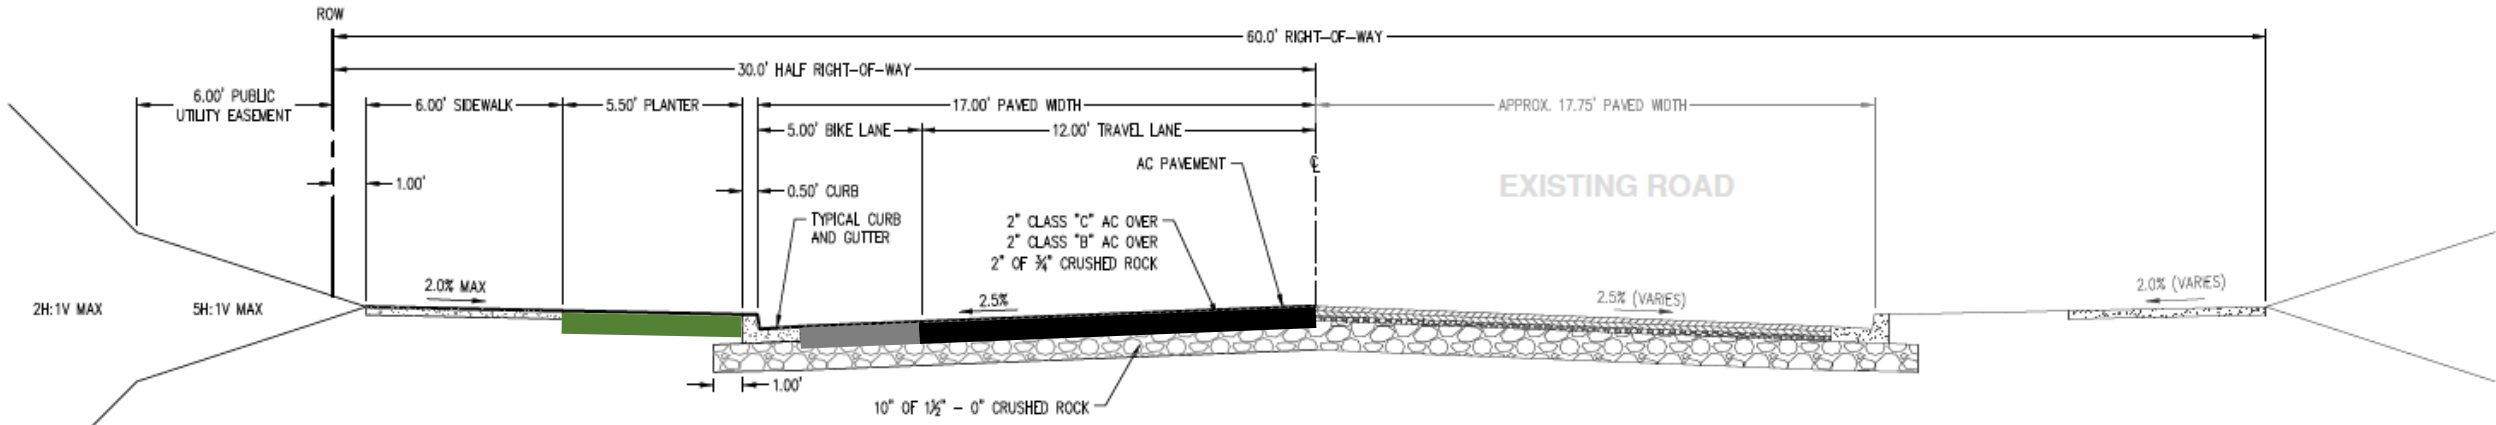 ROW
60.0' RIGHT-OF-WAY
30.0' HALF RIGHT-OF-WAY
6.00' PUBLIC
UTILITY EASEMENT
6.00' SIDEWALK
5.50' PLANTER
17.00' PAVED WIDTH
APPROX. 17.75' PAVED WIDTH
5.00' BIKE LANE
12.00' TRAVEL LANE
AC PAVEMENT
℄
1.00'
0.50' CURB
EXISTING ROAD
TYPICAL CURB
AND GUTTER
2" CLASS "C" AC OVER
2" CLASS "B" AC OVER
2" OF ¾" CRUSHED ROCK
2H:1V MAX
5H:1V MAX
2.0% MAX
2.5%
2.5% (VARIES)
2.0% (VARIES)
1.00'
10" OF 1½" - 0" CRUSHED ROCK